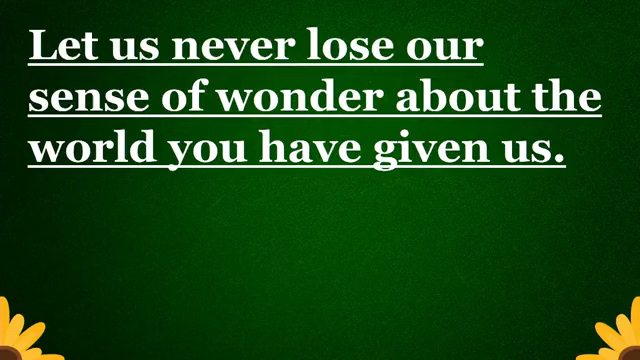 Let us never lose our
sense of wonder about the
world you have given us.